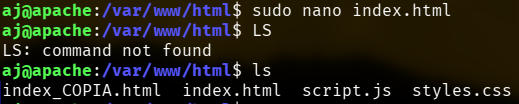 aj@apache:/var/www/html$ sudo nano index.html
aj@apache:/var/www/html$ LS
LS: command not found
aj@apache:/var/www/html$ ls
index_COPIA.html  index.html  script.js  styles.css